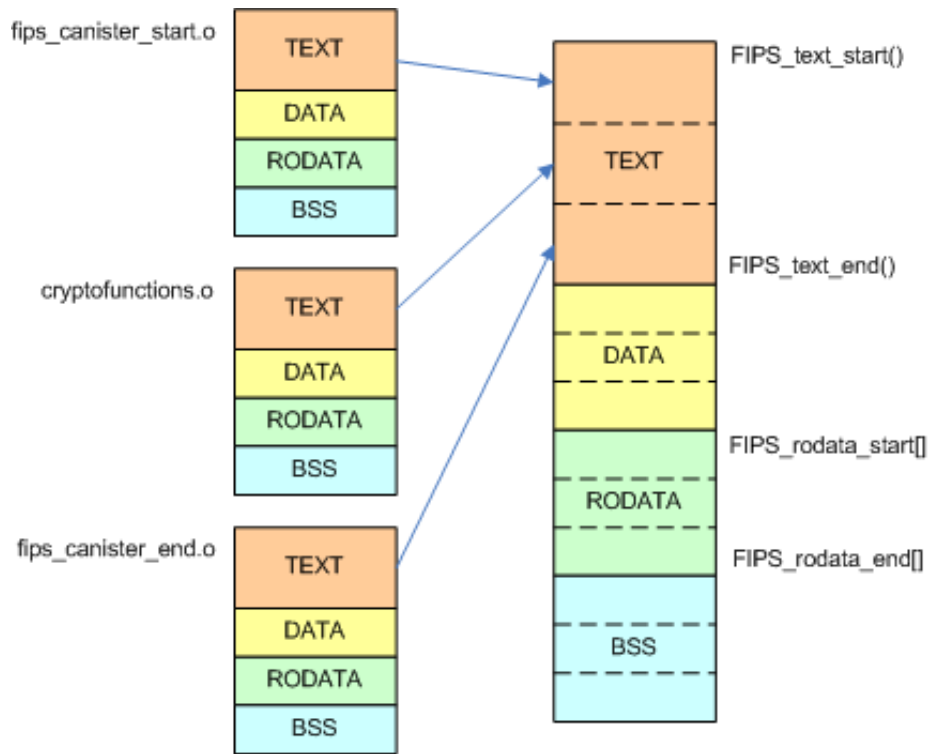 fips_canister_start.o
TEXT
DATA
RODATA
BSS
cryptofunctions.o
TEXT
DATA
RODATA
BSS
fips_canister_end.o
TEXT
DATA
RODATA
BSS
TEXT
DATA
RODATA
BSS
FIPS_text_start()
FIPS_text_end()
FIPS_rodata_start[]
FIPS_rodata_end[]